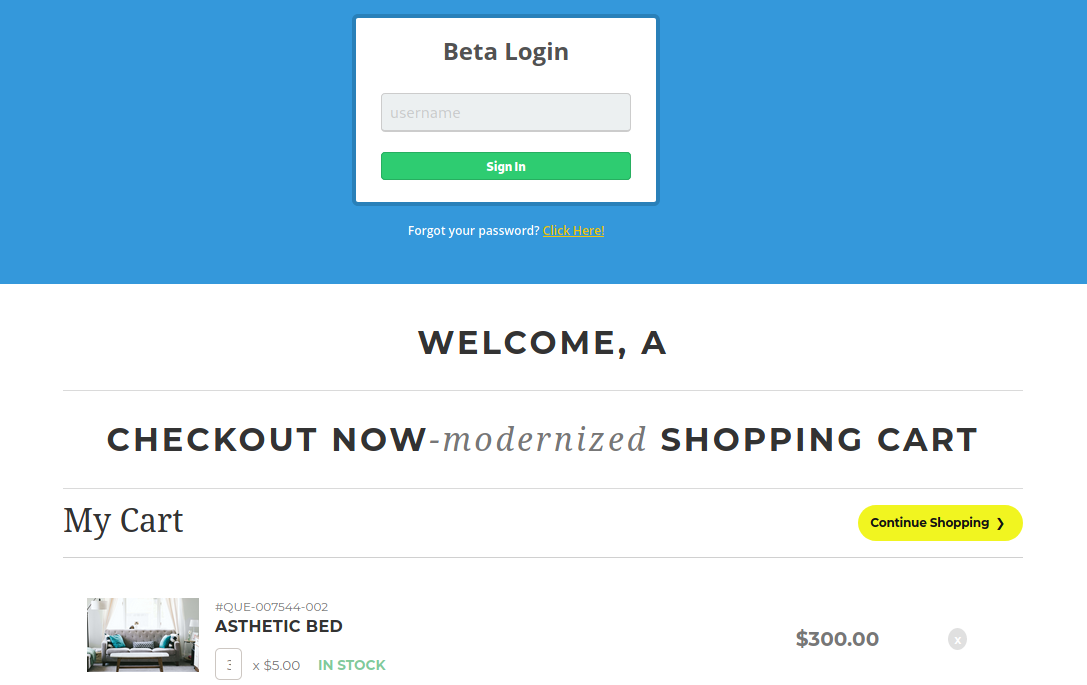 Beta Login
username
Sign In
Forgot your password? Click Here!
WELCOME, A
CHECKOUT NOW-modernized SHOPPING CART
My Cart
Continue Shopping ❯
#QUE-007544-002
ASTHETIC BED
$300.00 x
3 x $5.00 IN STOCK